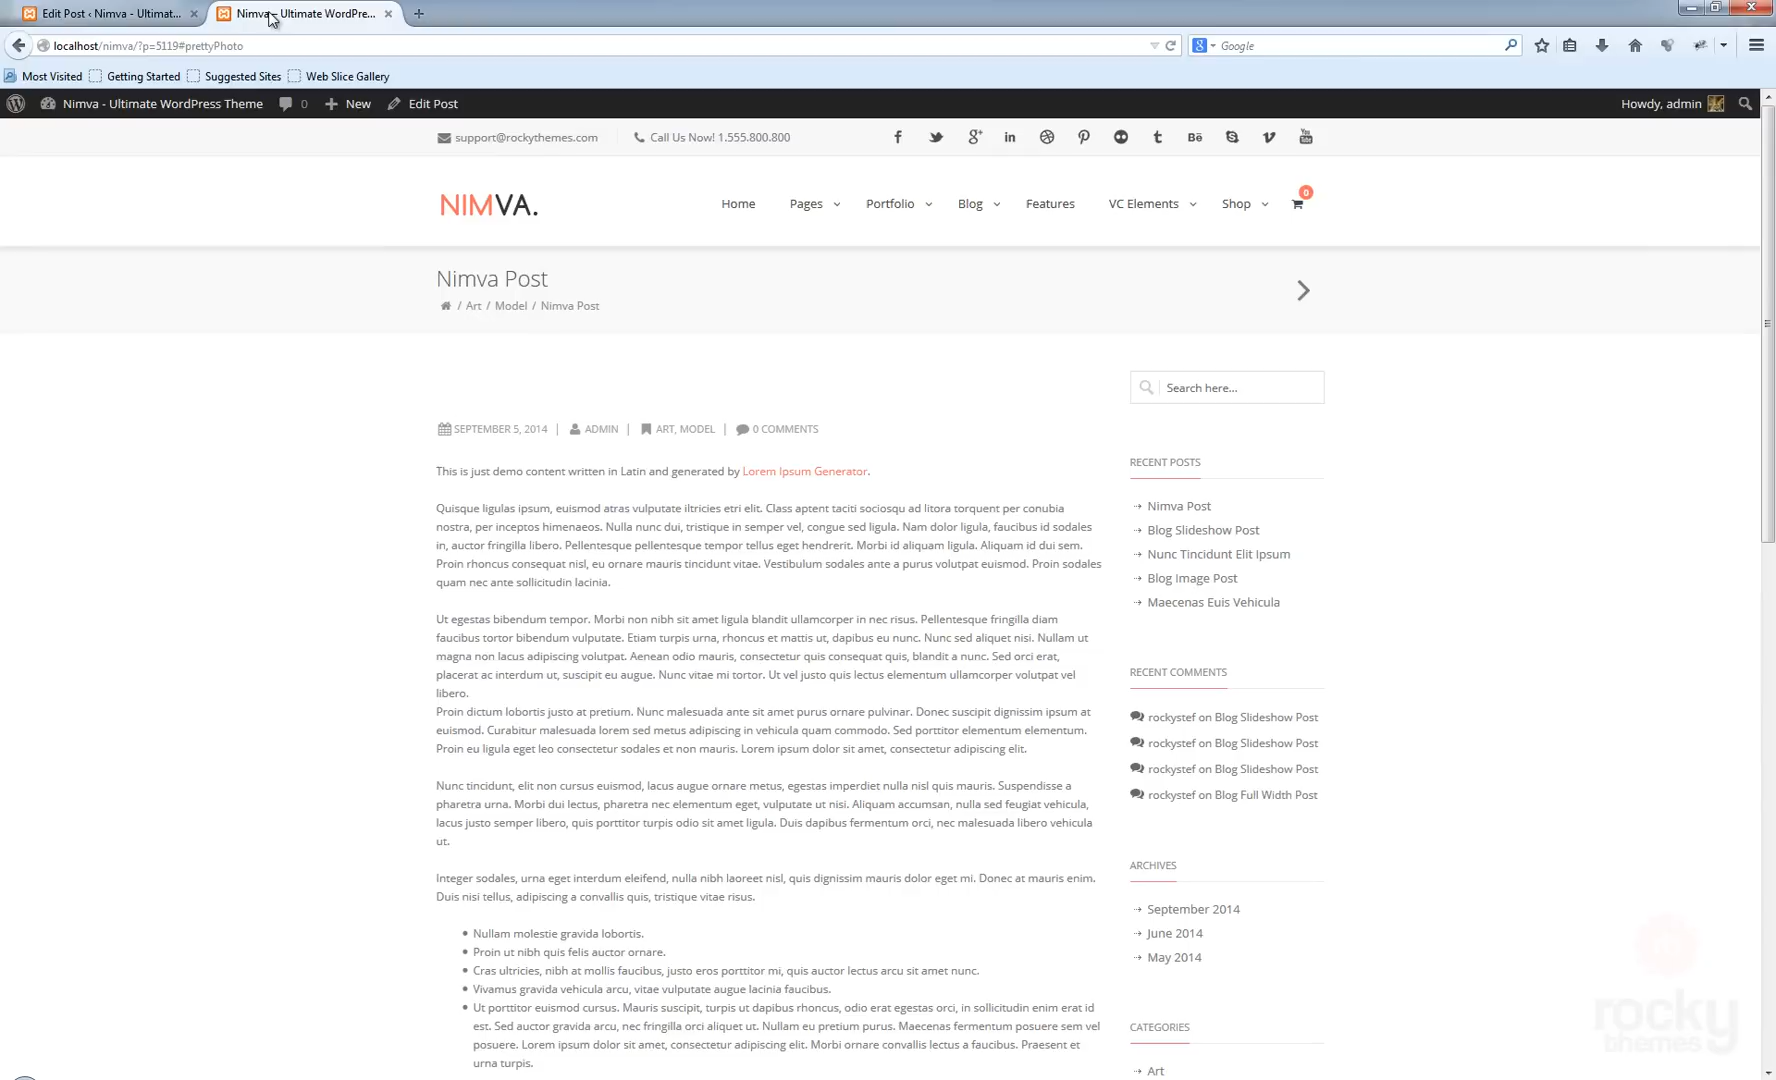 Edit Post ‹ Nimva - Ultimat...
Nimva – Ultimate WordPre...
localhost/nimva/?p=5119#prettyPhoto
Google
Most Visited
Getting Started
Suggested Sites
Web Slice Gallery
Nimva - Ultimate WordPress Theme
0
New
Edit Post
Howdy, admin
support@rockythemes.com
Call Us Now! 1.555.800.800
NIMVA.
Home
Pages
Portfolio
Blog
Features
VC Elements
Shop
0
Nimva Post
/ Art / Model / Nimva Post
Search here...
SEPTEMBER 5, 2014 | ADMIN | ART, MODEL | 0 COMMENTS
This is just demo content written in Latin and generated by Lorem Ipsum Generator.
Quisque ligulas ipsum, euismod atras vulputate iltricies etri elit. Class aptent taciti sociosqu ad litora torquent per conubia
nostra, per inceptos himenaeos. Nulla nunc dui, tristique in semper vel, congue sed ligula. Nam dolor ligula, faucibus id sodales
in, auctor fringilla libero. Pellentesque pellentesque tempor tellus eget hendrerit. Morbi id aliquam ligula. Aliquam id dui sem.
Proin rhoncus consequat nisl, eu ornare mauris tincidunt vitae. Vestibulum sodales ante a purus volutpat euismod. Proin sodales
quam nec ante sollicitudin lacinia.
Ut egestas bibendum tempor. Morbi non nibh sit amet ligula blandit ullamcorper in nec risus. Pellentesque fringilla diam
faucibus tortor bibendum vulputate. Etiam turpis urna, rhoncus et mattis ut, dapibus eu nunc. Nunc sed aliquet nisi. Nullam ut
magna non lacus adipiscing volutpat. Aenean odio mauris, consectetur quis consequat quis, blandit a nunc. Sed orci erat,
placerat ac interdum ut, suscipit eu augue. Nunc vitae mi tortor. Ut vel justo quis lectus elementum ullamcorper volutpat vel
libero.
Proin dictum lobortis justo at pretium. Nunc malesuada ante sit amet purus ornare pulvinar. Donec suscipit dignissim ipsum at
euismod. Curabitur malesuada lorem sed metus adipiscing in vehicula quam commodo. Sed porttitor elementum elementum.
Proin eu ligula eget leo consectetur sodales et non mauris. Lorem ipsum dolor sit amet, consectetur adipiscing elit.
Nunc tincidunt, elit non cursus euismod, lacus augue ornare metus, egestas imperdiet nulla nisl quis mauris. Suspendisse a
pharetra urna. Morbi dui lectus, pharetra nec elementum eget, vulputate ut nisi. Aliquam accumsan, nulla sed feugiat vehicula,
lacus justo semper libero, quis porttitor turpis odio sit amet ligula. Duis dapibus fermentum orci, nec malesuada libero vehicula
ut.
Integer sodales, urna eget interdum eleifend, nulla nibh laoreet nisl, quis dignissim mauris dolor eget mi. Donec at mauris enim.
Duis nisi tellus, adipiscing a convallis quis, tristique vitae risus.
Nullam molestie gravida lobortis.
Proin ut nibh quis felis auctor ornare.
Cras ultricies, nibh at mollis faucibus, justo eros porttitor mi, quis auctor lectus arcu sit amet nunc.
Vivamus gravida vehicula arcu, vitae vulputate augue lacinia faucibus.
Ut porttitor euismod cursus. Mauris suscipit, turpis ut dapibus rhoncus, odio erat egestas orci, in sollicitudin enim erat id
est. Sed auctor gravida arcu, nec fringilla orci aliquet ut. Nullam eu pretium purus. Maecenas fermentum posuere sem vel
posuere. Lorem ipsum dolor sit amet, consectetur adipiscing elit. Morbi ornare convallis lectus a faucibus. Praesent et
urna turpis.
RECENT POSTS
Nimva Post
Blog Slideshow Post
Nunc Tincidunt Elit Ipsum
Blog Image Post
Maecenas Euis Vehicula
RECENT COMMENTS
rockystef on Blog Slideshow Post
rockystef on Blog Slideshow Post
rockystef on Blog Slideshow Post
rockystef on Blog Full Width Post
ARCHIVES
September 2014
June 2014
May 2014
CATEGORIES
Art
rocky
themes